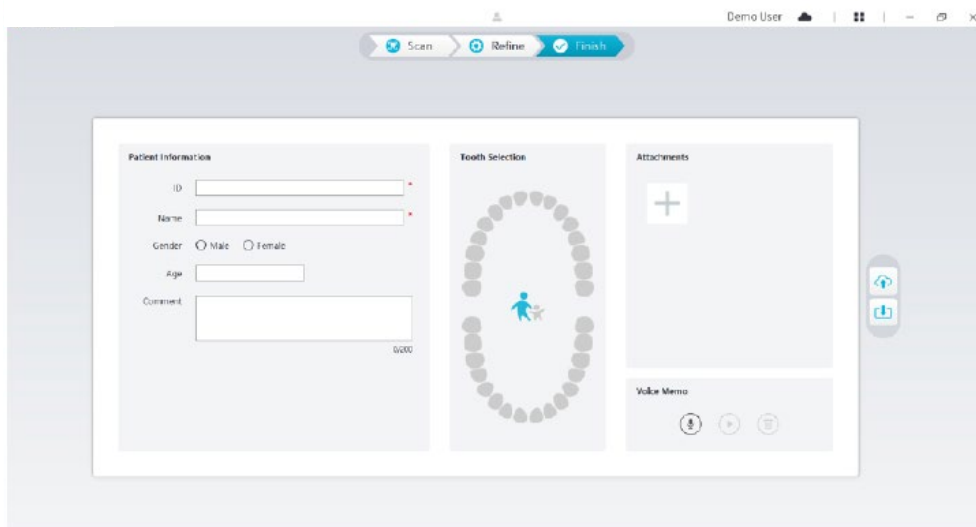 Demo User
Scan
Refine
Finish
Patient Information
ID *
Name *
Gender Male Female
Age
Comment
0/200
Tooth Selection
Attachments
Voice Memo